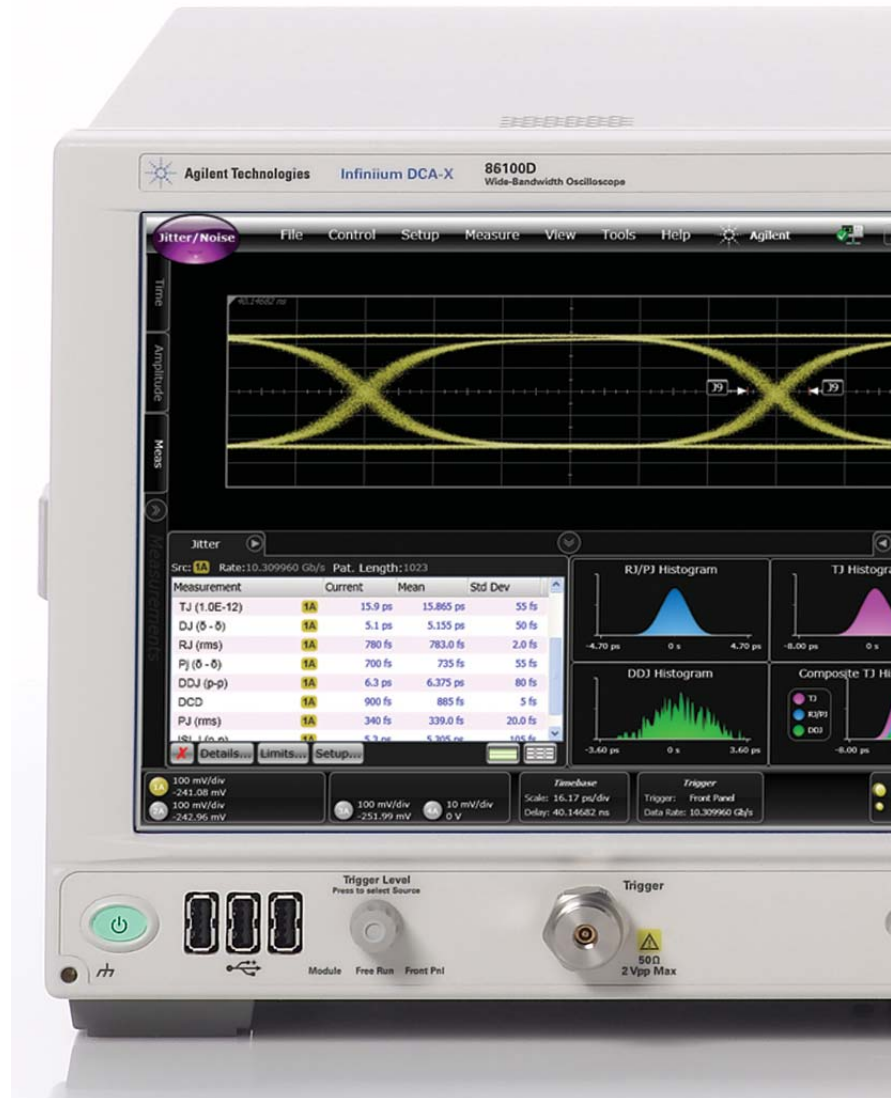 Agilent Technologies Infiniium DCA-X 86100D
Wide-Bandwidth Oscilloscope
Jitter/Noise File Control Setup Measure View Tools Help Agilent
Time
Amplitude
Meas
Measurements
40.14682 ns
J9 J9
Jitter
Src: 1A Rate:10.309960 Gb/s Pat. Length:1023
Measurement Current Mean Std Dev
TJ (1.0E-12) 1A 15.9 ps 15.865 ps 55 fs
DJ (δ - δ) 1A 5.1 ps 5.155 ps 50 fs
RJ (rms) 1A 780 fs 783.0 fs 2.0 fs
Pj (δ - δ) 1A 700 fs 735 fs 55 fs
DDJ (p-p) 1A 6.3 ps 6.375 ps 80 fs
DCD 1A 900 fs 885 fs 5 fs
PJ (rms) 1A 340 fs 339.0 fs 20.0 fs
ISI J (p-p) 1A 5.3 ps 5.305 ps 105 fs
Details... Limits... Setup...
RJ/PJ Histogram
-4.70 ps 0 s 4.70 ps
TJ Histogra
-8.00 ps 0 s
DDJ Histogram
-3.60 ps 0 s 3.60 ps
Composite TJ Hi
TJ
RJ/PJ
DDJ
-8.00 ps
1A 100 mV/div
-241.08 mV
2A 100 mV/div
-242.96 mV
3A 100 mV/div
-251.99 mV
4A 10 mV/div
0 V
Timebase
Scale: 16.17 ps/div
Delay: 40.14682 ns
Trigger
Trigger: Front Panel
Data Rate: 10.309960 Gb/s
Trigger Level
Press to select Source
Module Free Run Front Pnl
Trigger
50Ω
2 Vpp Max